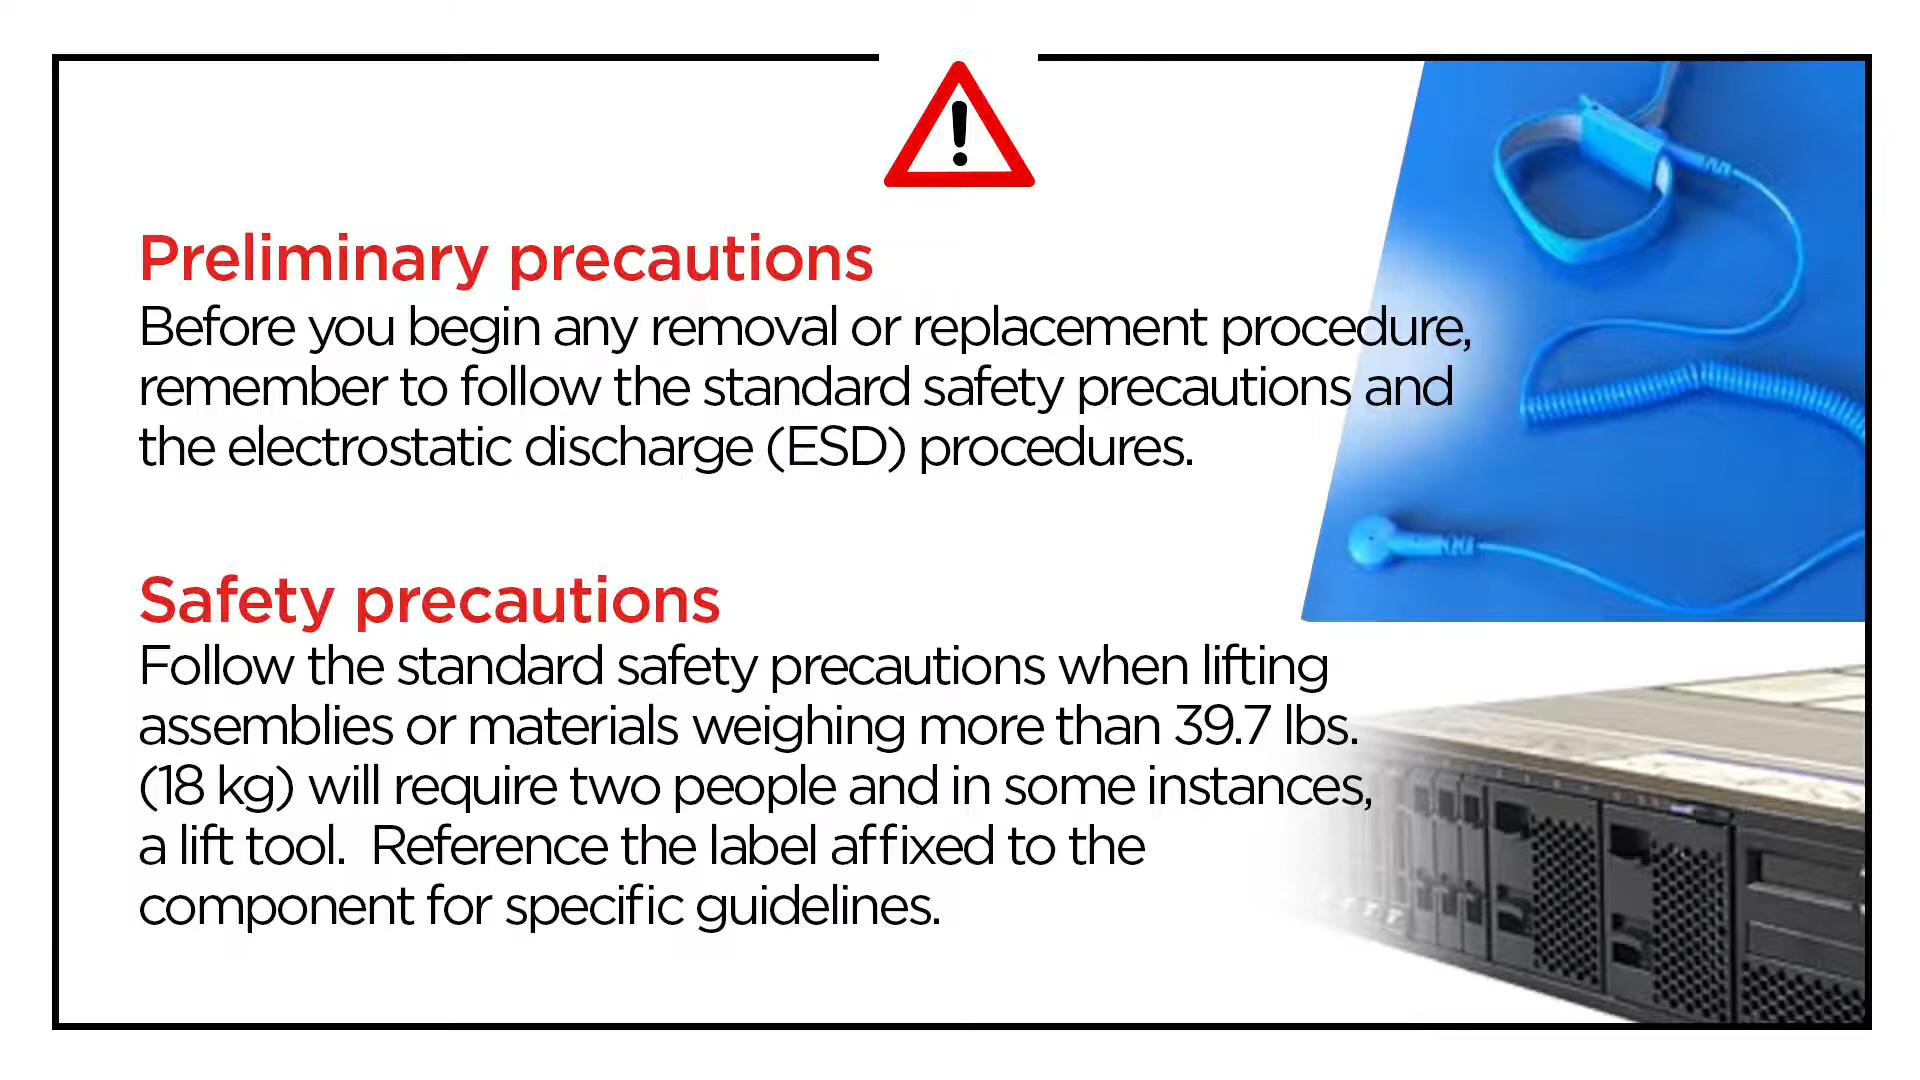 Preliminary precautions
Before you begin any removal or replacement procedure,
remember to follow the standard safety precautions and
the electrostatic discharge (ESD) procedures.
Safety precautions
Follow the standard safety precautions when lifting
assemblies or materials weighing more than 39.7 lbs.
(18 kg) will require two people and in some instances,
a lift tool.  Reference the label affixed to the
component for specific guidelines.